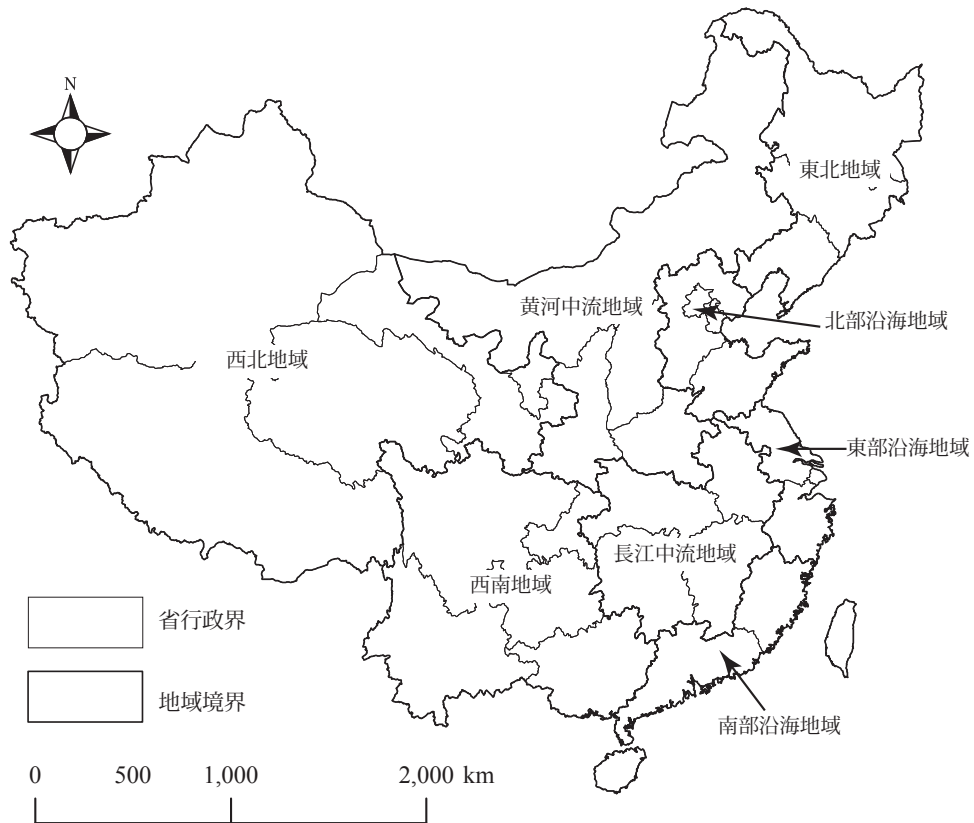 N
東北地域
黄河中流地域
北部沿海地域
西北地域
東部沿海地域
長江中流地域
西南地域
省行政界
地域境界
南部沿海地域
0 500 1,000 2,000 km